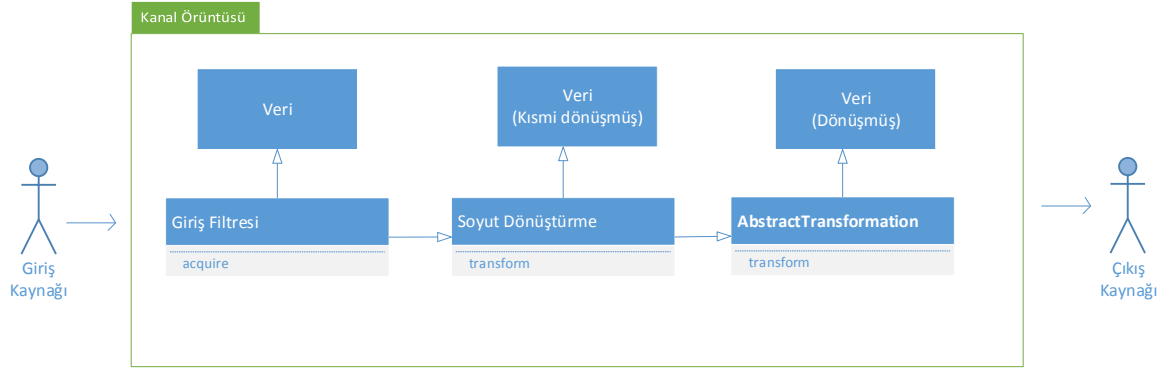 Kanal Örüntüsü
Veri
Veri
(Kısmi dönüşmüş)
Veri
(Dönüşmüş)
Giriş Filtresi
acquire
Soyut Dönüştürme
transform
AbstractTransformation
transform
Giriş
Kaynağı
Çıkış
Kaynağı